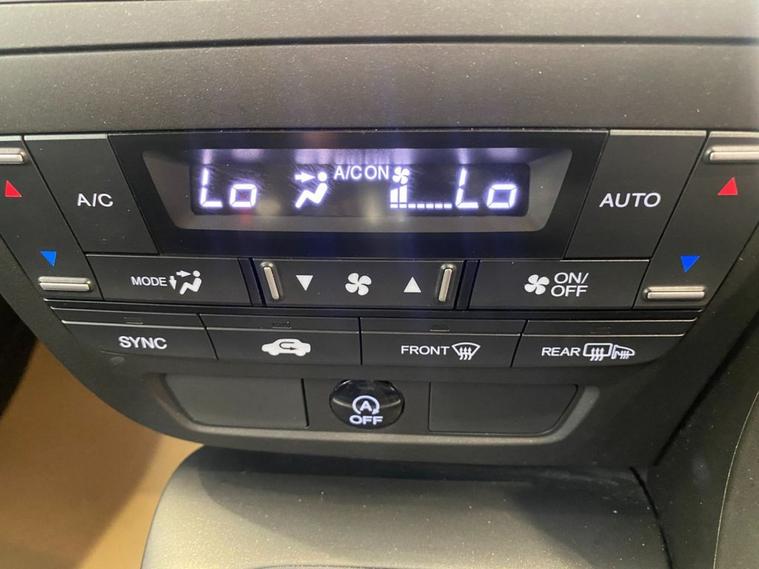 A/C
Lo
A/C ON
Lo
AUTO
MODE
ON/
OFF
SYNC
FRONT
REAR
A
OFF